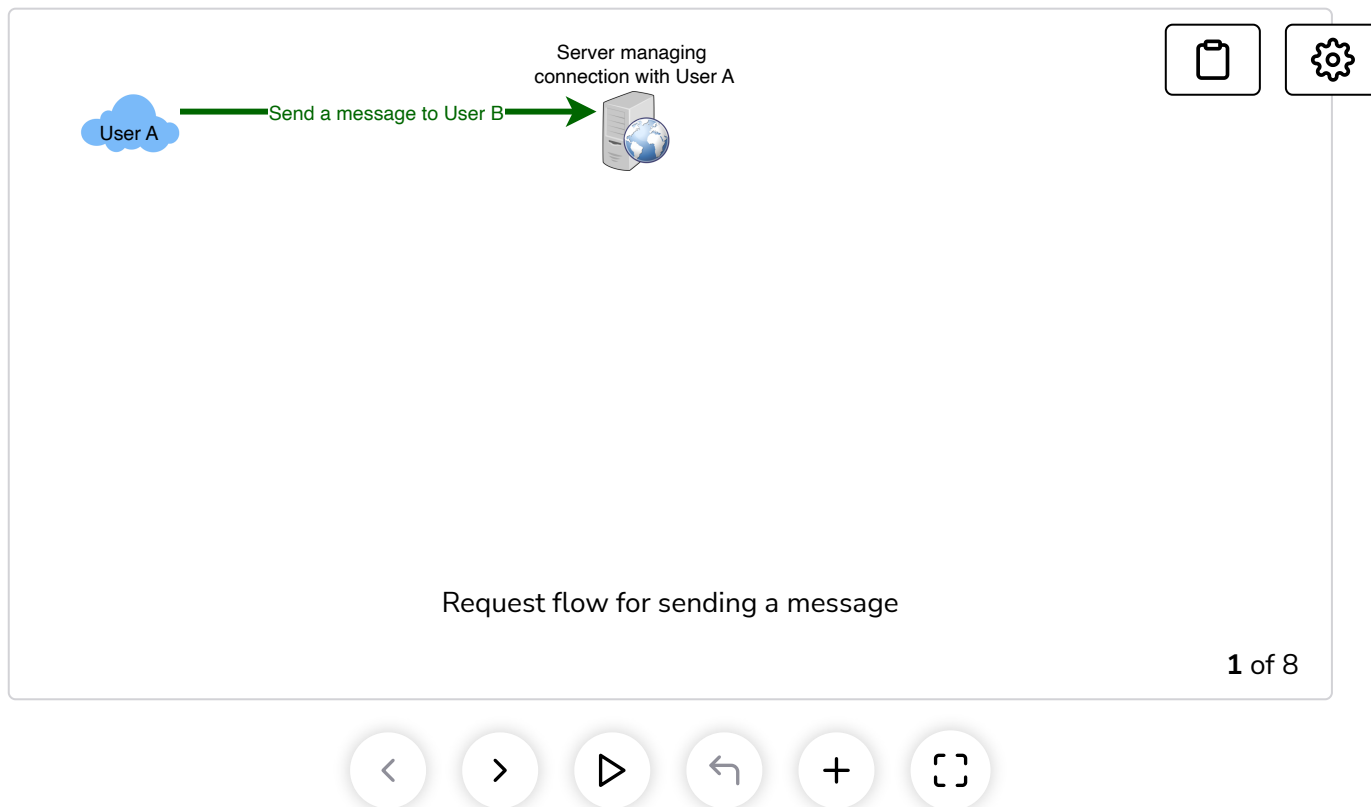 Server managing
connection with User A
User A
Send a message to User B
Request flow for sending a message
1 of 8